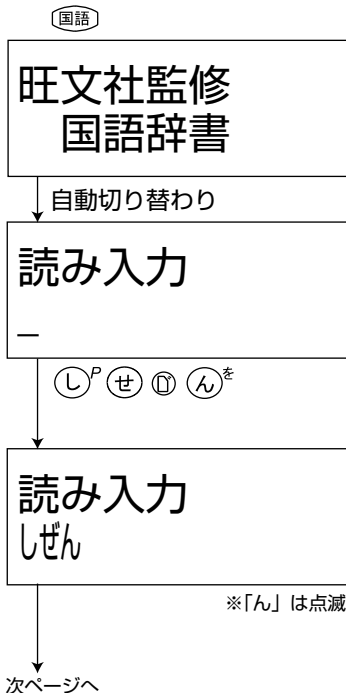 国語
旺文社監修
国語辞書
自動切り替わり
読み入力
_
し P せ ん を
読み入力
しぜん
※「ん」は点滅
次ページへ